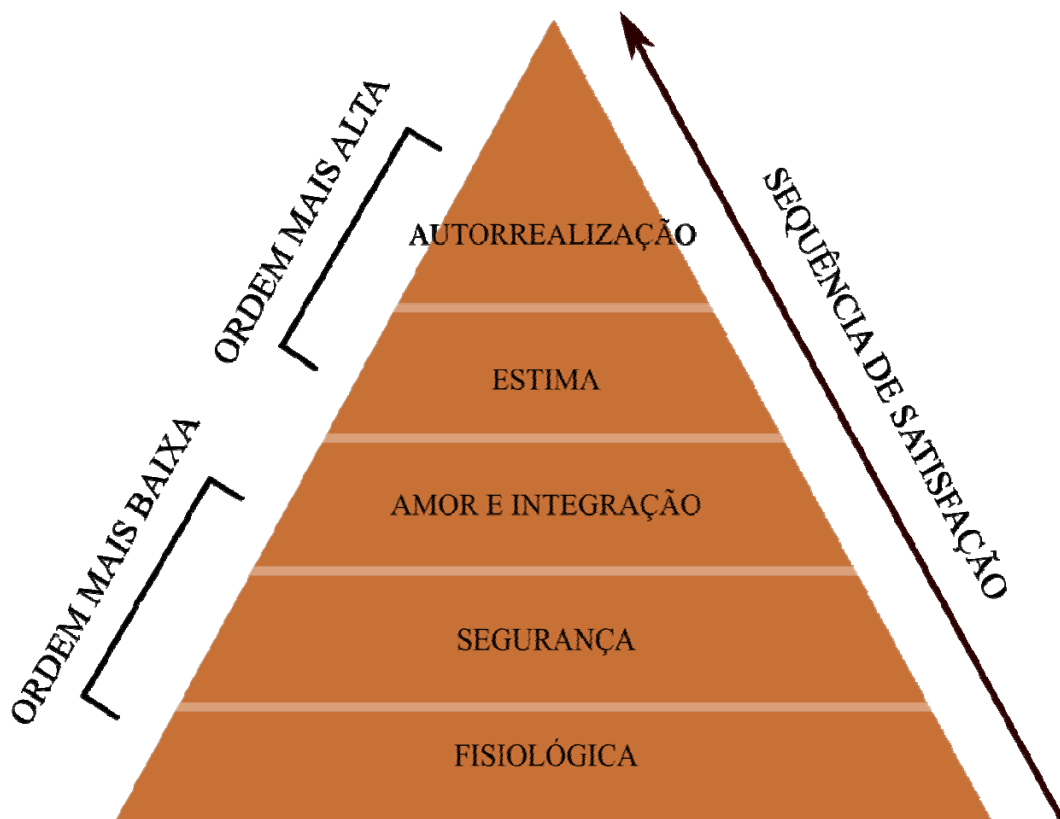 ORDEM MAIS ALTA
ORDEM MAIS BAIXA
AUTORREALIZAÇÃO
ESTIMA
AMOR E INTEGRAÇÃO
SEGURANÇA
FISIOLÓGICA
SEQUÊNCIA DE SATISFAÇÃO